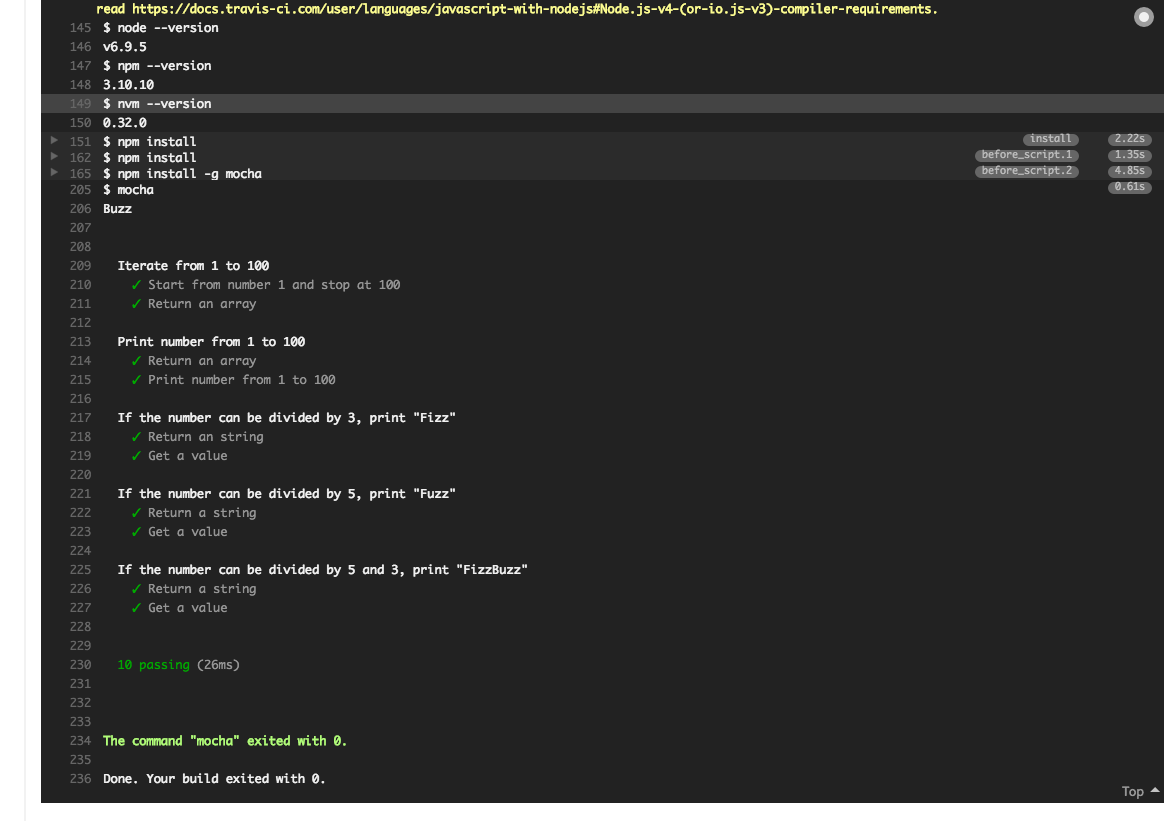 read https://docs.travis-ci.com/user/languages/javascript-with-nodejs#Node.js-v4-(or-io.js-v3)-compiler-requirements.
145 $ node --version
146 v6.9.5
147 $ npm --version
148 3.10.10
149 $ nvm --version
150 0.32.0
151 $ npm install install 2.22s
162 $ npm install before_script.1 1.35s
165 $ npm install -g mocha before_script.2 4.85s
205 $ mocha 0.61s
206 Buzz
207
208
209 Iterate from 1 to 100
210 ✓ Start from number 1 and stop at 100
211 ✓ Return an array
212
213 Print number from 1 to 100
214 ✓ Return an array
215 ✓ Print number from 1 to 100
216
217 If the number can be divided by 3, print "Fizz"
218 ✓ Return an string
219 ✓ Get a value
220
221 If the number can be divided by 5, print "Fuzz"
222 ✓ Return a string
223 ✓ Get a value
224
225 If the number can be divided by 5 and 3, print "FizzBuzz"
226 ✓ Return a string
227 ✓ Get a value
228
229
230 10 passing (26ms)
231
232
233
234 The command "mocha" exited with 0.
235
236 Done. Your build exited with 0.
Top